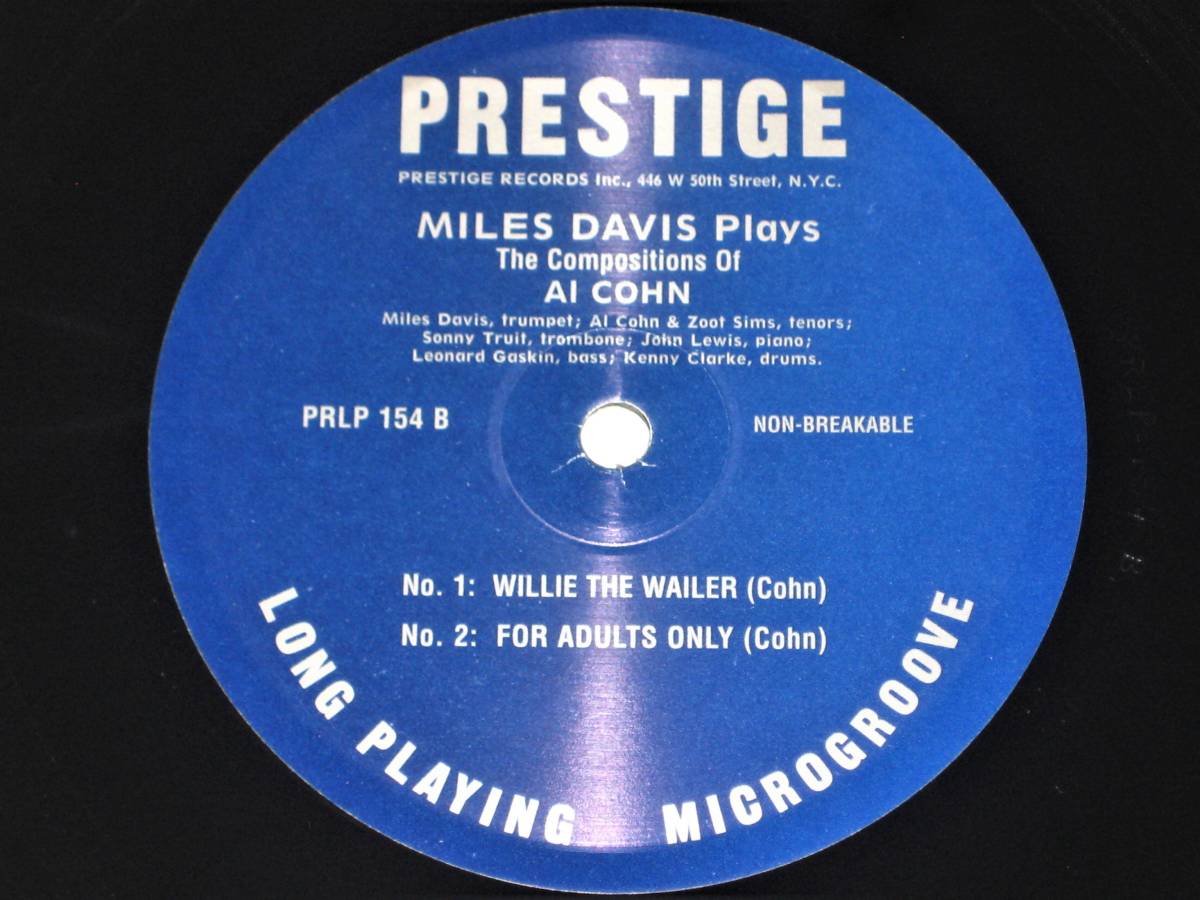 PRESTIGE
PRESTIGE RECORDS Inc., 446 W 50th Street, N.Y.C.
MILES DAVIS Plays
The Compositions Of
Al COHN
Miles Davis, trumpet; Al Cohn & Zoot Sims, tenors;
Sonny Truit, trombone; John Lewis, piano;
Leonard Gaskin, bass; Kenny Clarke, drums.
PRLP 154 B
NON-BREAKABLE
No. 1: WILLIE THE WAILER (Cohn)
No. 2: FOR ADULTS ONLY (Cohn)
LONG PLAYING MICROGROOVE